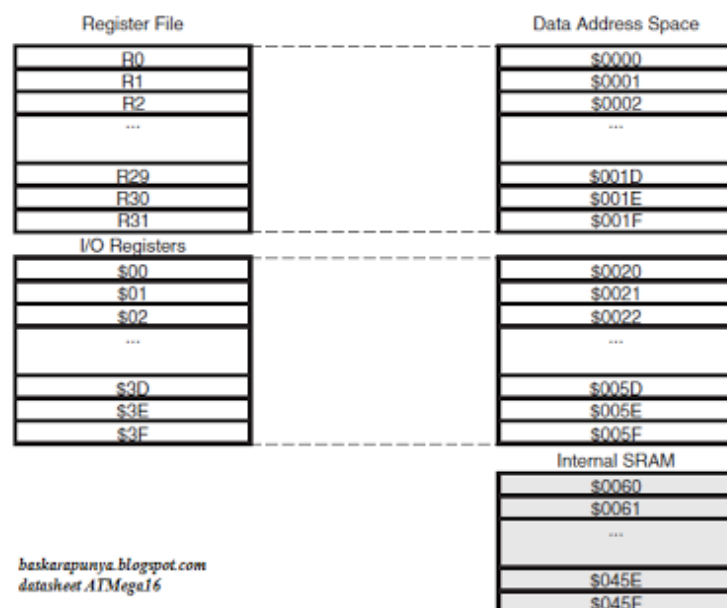 Register File
Data Address Space
R0
$0000
R1
$0001
R2
$0002
...
...
R29
$001D
R30
$001E
R31
$001F
I/O Registers
$00
$0020
$01
$0021
$02
$0022
...
...
$3D
$005D
$3E
$005E
$3F
$005F
Internal SRAM
$0060
$0061
...
$045E
$045F
baskarapunya.blogspot.com
datasheet ATMega16